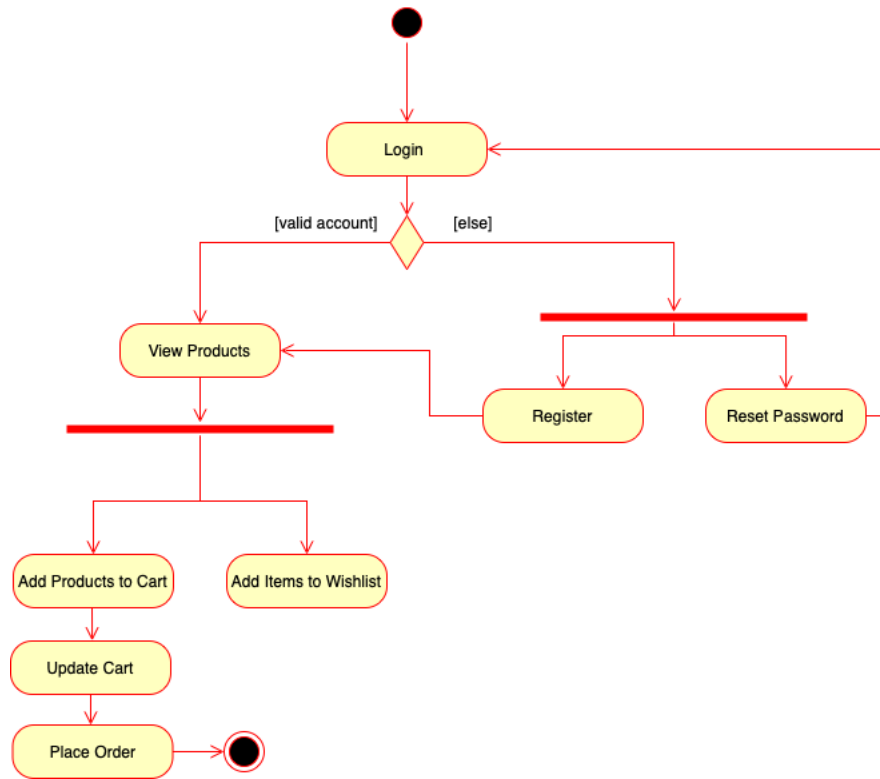 Login
[valid account]
[else]
View Products
Register
Reset Password
Add Products to Cart
Add Items to Wishlist
Update Cart
Place Order